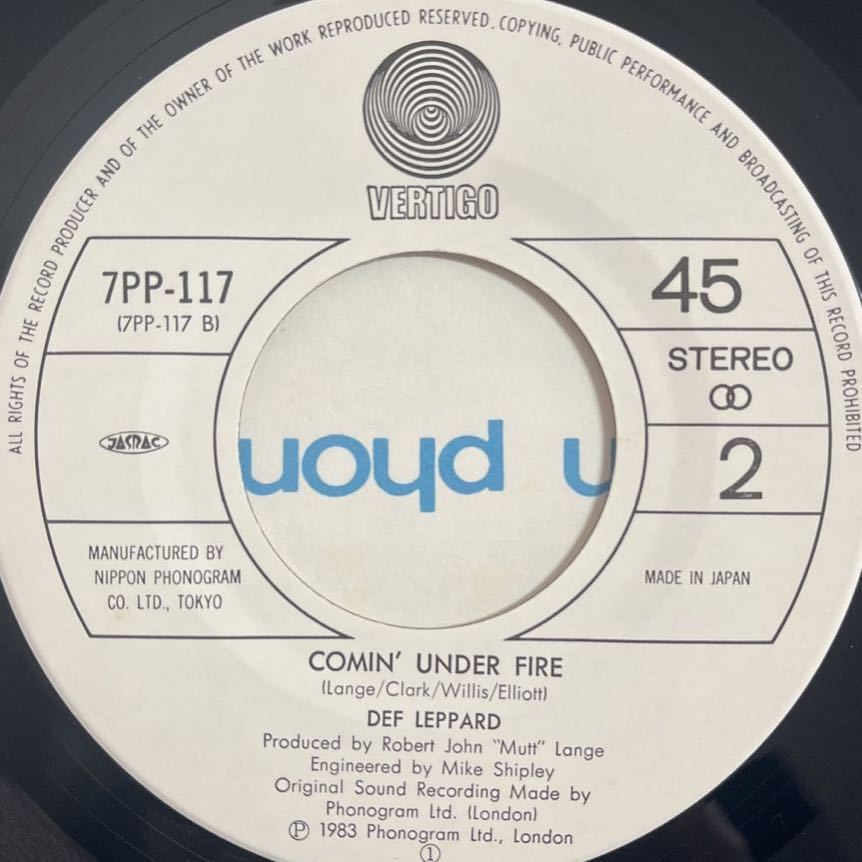 ALL RIGHTS OF THE RECORD PRODUCER AND OF THE OWNER OF THE WORK REPRODUCED RESERVED. COPYING, PUBLIC PERFORMANCE AND BROADCASTING OF THIS RECORD PROHIBITED
VERTIGO
7PP-117
(7PP-117 B)
45
STEREO
JASRAC
2
MANUFACTURED BY
NIPPON PHONOGRAM
CO. LTD., TOKYO
MADE IN JAPAN
COMIN' UNDER FIRE
(Lange/Clark/Willis/Elliott)
DEF LEPPARD
Produced by Robert John "Mutt" Lange
Engineered by Mike Shipley
Original Sound Recording Made by
Phonogram Ltd. (London)
Ⓟ 1983 Phonogram Ltd., London
①